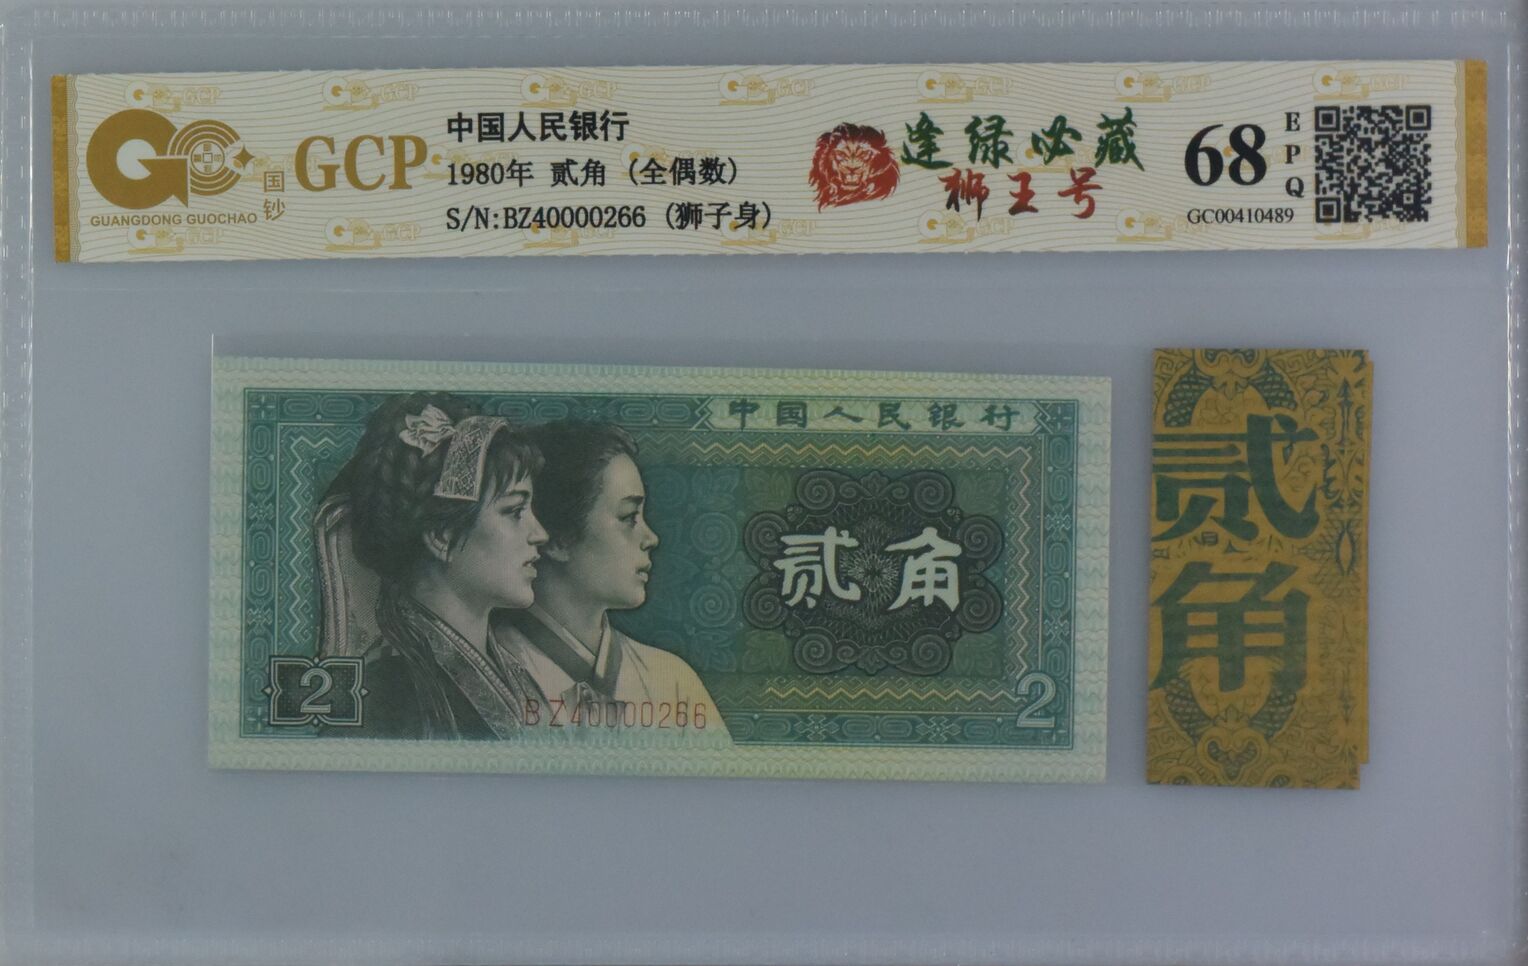 GUANGDONG GUOCHAO
国钞
GCP
中国人民银行
1980年 贰角 (全偶数)
S/N:BZ40000266 (狮子身)
逢绿必藏
狮王号
68
EPQ
GC00410489
中国人民银行
贰角
2
BZ40000266
2
贰角